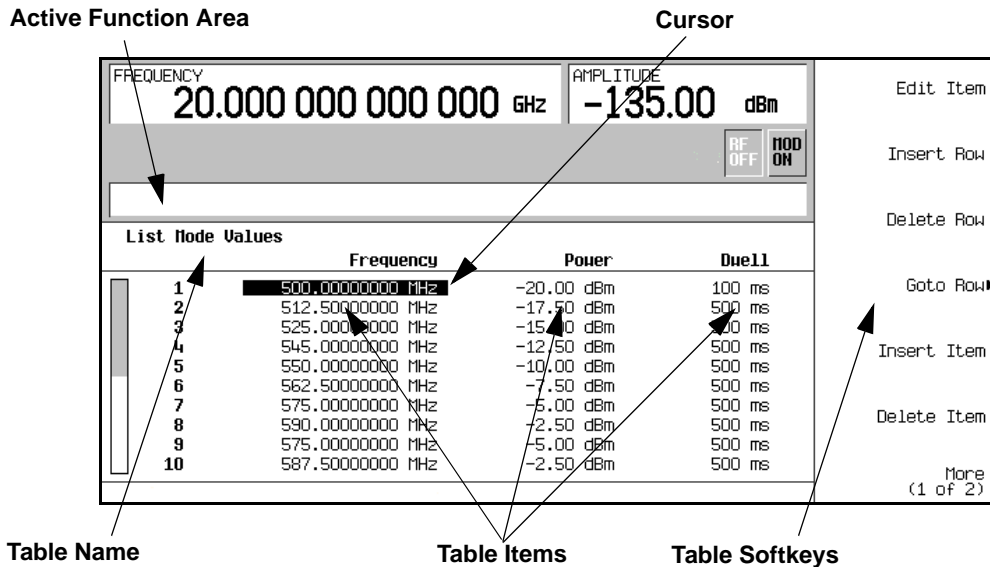 Active Function Area
Cursor
FREQUENCY
20.000 000 000 000 GHz
AMPLITUDE
-135.00 dBm
RF OFF
MOD ON
List Mode Values
Frequency Power Dwell
1 500.00000000 MHz -20.00 dBm 100 ms
2 512.50000000 MHz -17.50 dBm 500 ms
3 525.00000000 MHz -15.00 dBm 500 ms
4 545.00000000 MHz -12.50 dBm 500 ms
5 550.00000000 MHz -10.00 dBm 500 ms
6 562.50000000 MHz -7.50 dBm 500 ms
7 575.00000000 MHz -5.00 dBm 500 ms
8 590.00000000 MHz -2.50 dBm 500 ms
9 575.00000000 MHz -5.00 dBm 500 ms
10 587.50000000 MHz -2.50 dBm 500 ms
Edit Item
Insert Row
Delete Row
Goto Row
Insert Item
Delete Item
More
(1 of 2)
Table Name
Table Items
Table Softkeys